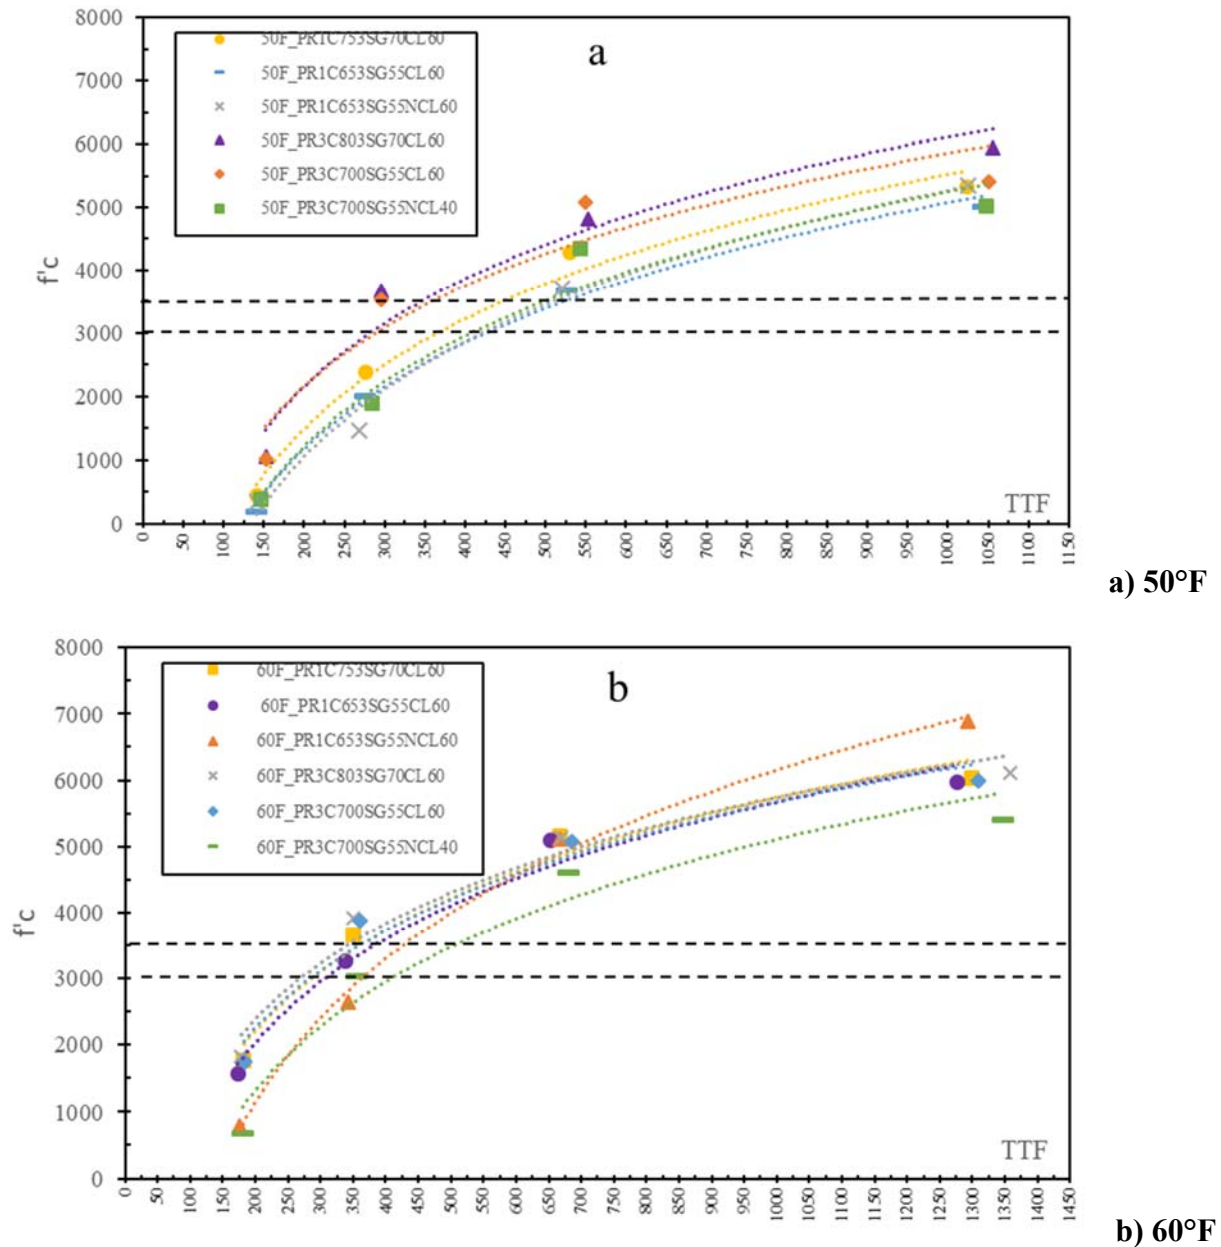 8000
a
50F_PR1C753SG70CL60
7000
50F_PR1C653SG55CL60
50F_PR1C653SG55NCL60
6000
50F_PR3C803SG70CL60
50F_PR3C700SG55CL60
5000
50F_PR3C700SG55NCL40
4000
f'c
3000
2000
1000
TTF
0
0 50 100 150 200 250 300 350 400 450 500 550 600 650 700 750 800 850 900 950 1000 1050 1100 1150
a) 50°F
8000
b
60F_PR1C753SG70CL60
7000
60F_PR1C653SG55CL60
60F_PR1C653SG55NCL60
6000
60F_PR3C803SG70CL60
60F_PR3C700SG55CL60
5000
60F_PR3C700SG55NCL40
4000
f'c
3000
2000
1000
TTF
0
0 50 100 150 200 250 300 350 400 450 500 550 600 650 700 750 800 850 900 950 1000 1050 1100 1150 1200 1250 1300 1350 1400 1450
b) 60°F